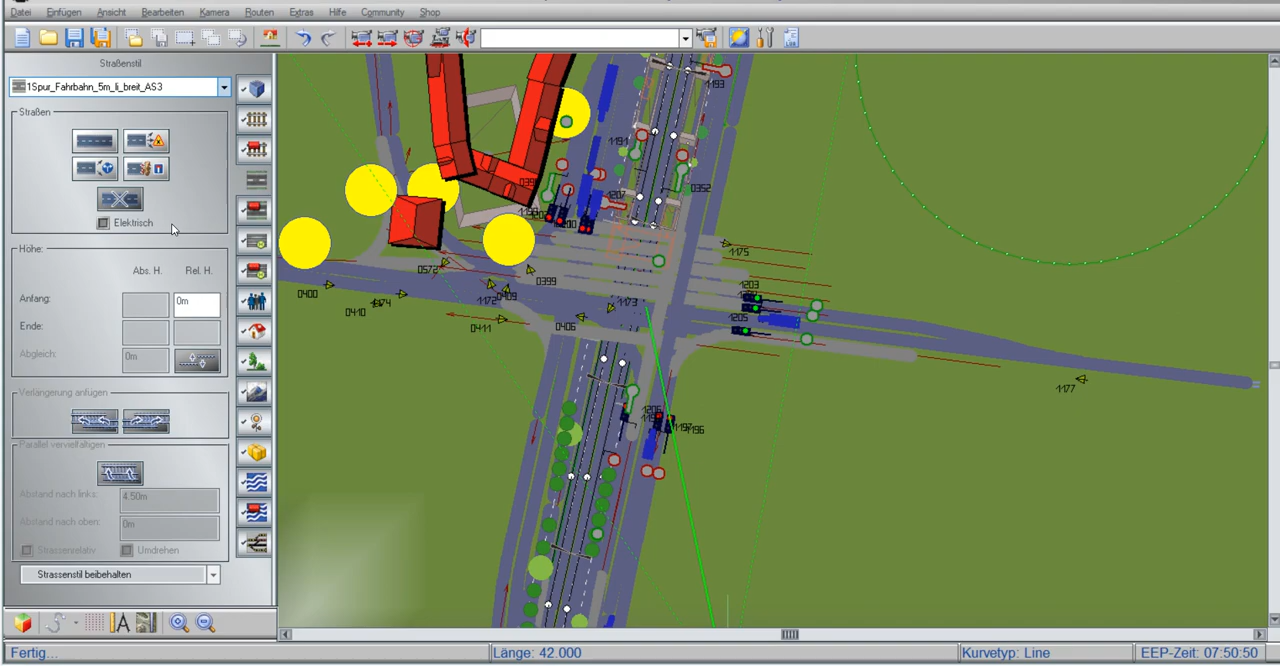 Datei Einfügen Ansicht Bearbeiten Kamera Routen Extras Hilfe Community Shop
Straßenstil
1Spur_Fahrbahn_5m_li_breit_AS3
Straßen
Elektrisch
Höhe:
Abs. H. Rel. H.
Anfang: 0m
Ende:
Abgleich: 0m
Verlängerung anfügen
Parallel vervielfältigen
Abstand nach links: 4.50m
Abstand nach oben: 0m
Strassenrelativ Umdrehen
Strassenstil beibehalten
1193
1191
0352
1207
1175
0572
0399
1203
0400
0410
0409
1173
1205
0411
0406
1177
Fertig... Länge: 42.000 Kurvetyp: Line EEP-Zeit: 07:50:50